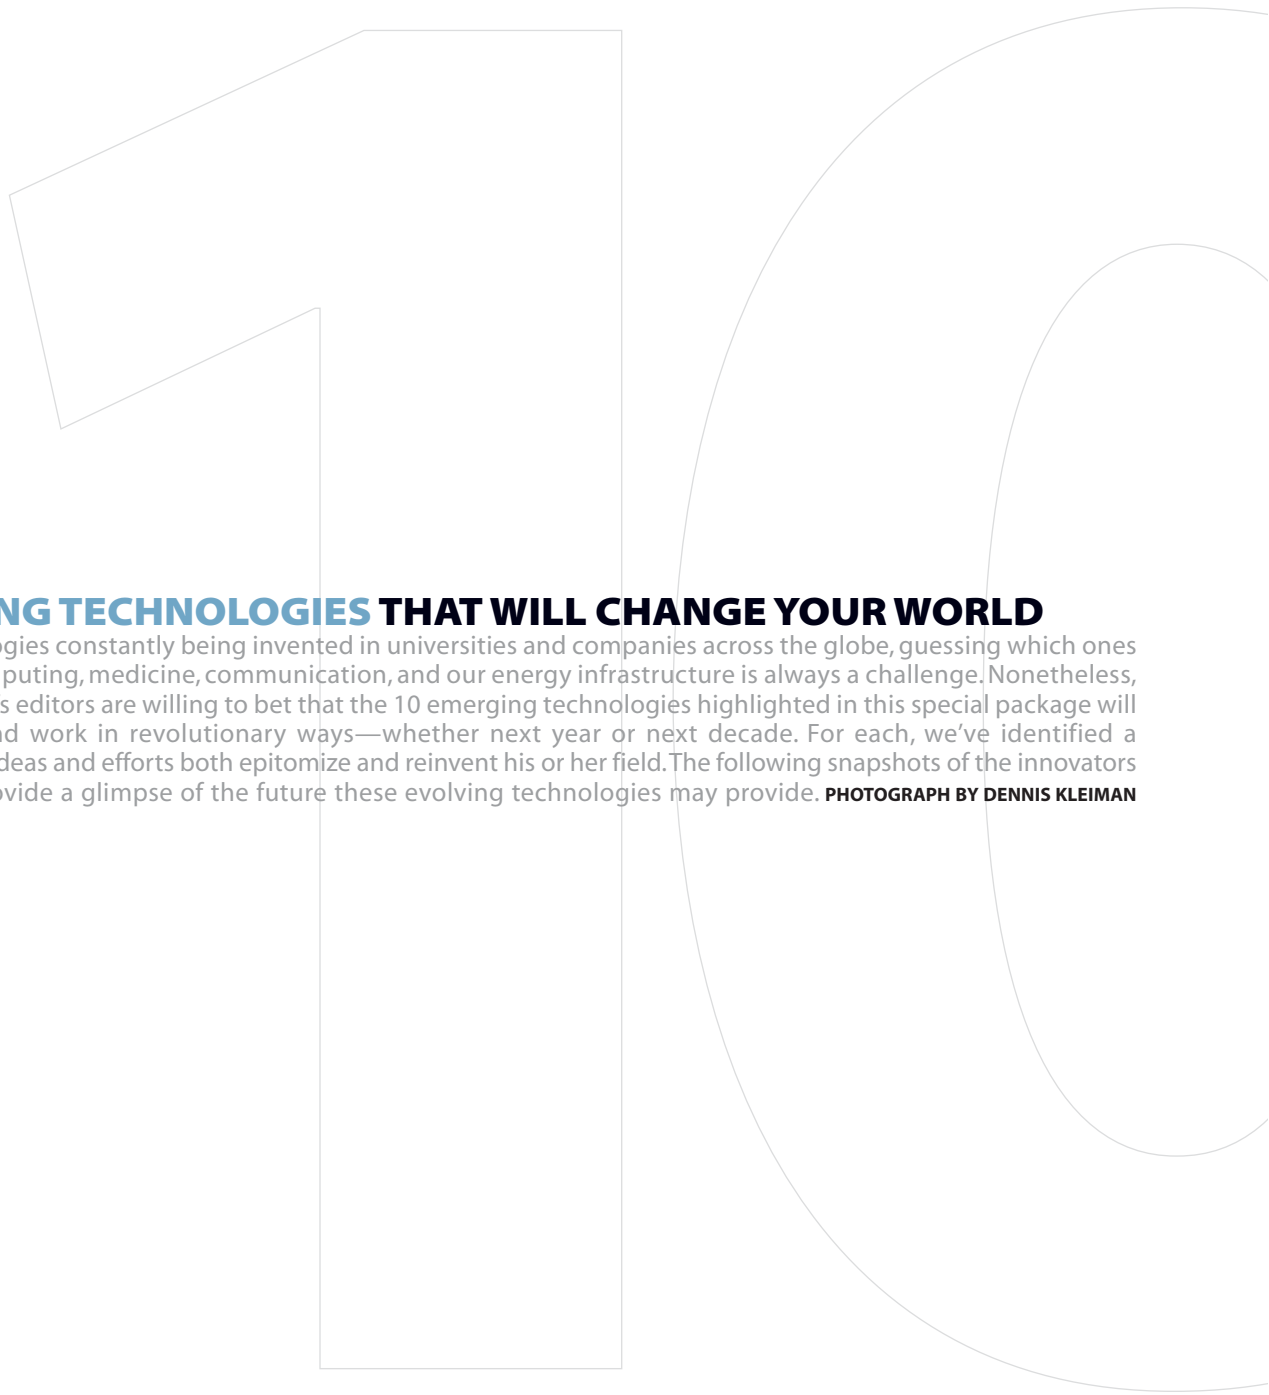 10
NG TECHNOLOGIES THAT WILL CHANGE YOUR WORLD
ogies constantly being invented in universities and companies across the globe, guessing which ones
puting, medicine, communication, and our energy infrastructure is always a challenge. Nonetheless,
’s editors are willing to bet that the 10 emerging technologies highlighted in this special package will
nd work in revolutionary ways—whether next year or next decade. For each, we’ve identified a
deas and efforts both epitomize and reinvent his or her field. The following snapshots of the innovators
ovide a glimpse of the future these evolving technologies may provide. PHOTOGRAPH BY DENNIS KLEIMAN